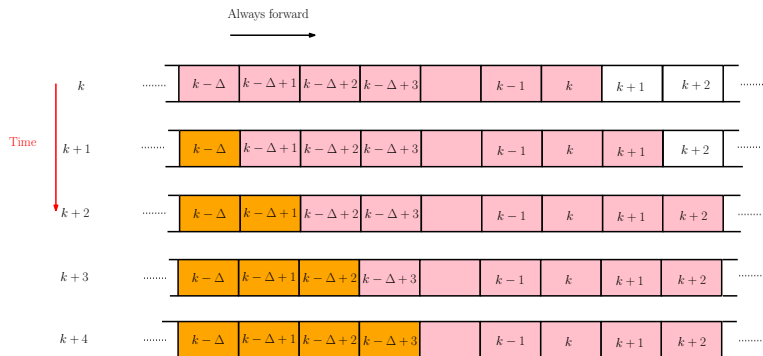 Always forward
k ........ k − Δ k − Δ + 1 k − Δ + 2 k − Δ + 3 k − 1 k k + 1 k + 2 ........
Time
k + 1 ........ k − Δ k − Δ + 1 k − Δ + 2 k − Δ + 3 k − 1 k k + 1 k + 2 ........
k + 2 ........ k − Δ k − Δ + 1 k − Δ + 2 k − Δ + 3 k − 1 k k + 1 k + 2 ........
k + 3 ........ k − Δ k − Δ + 1 k − Δ + 2 k − Δ + 3 k − 1 k k + 1 k + 2 ........
k + 4 ........ k − Δ k − Δ + 1 k − Δ + 2 k − Δ + 3 k − 1 k k + 1 k + 2 ........